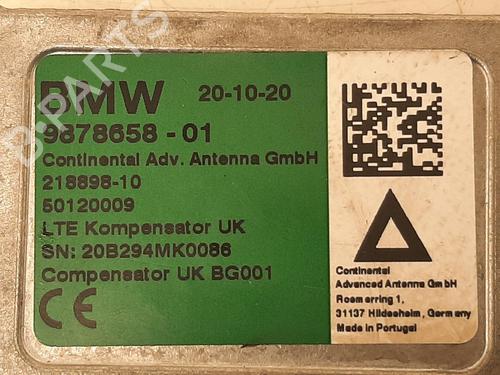 BMW 20-10-20
9878658-01
Continental Adv. Antenna GmbH
218898-10
50120009
LTE Kompensator UK
SN: 20B294MK0086
Compensator UK BG001
CE
Continental
Advanced Antenna GmbH
Roemerring 1,
31137 Hildesheim, Germany
Made in Portugal
B-PARTS